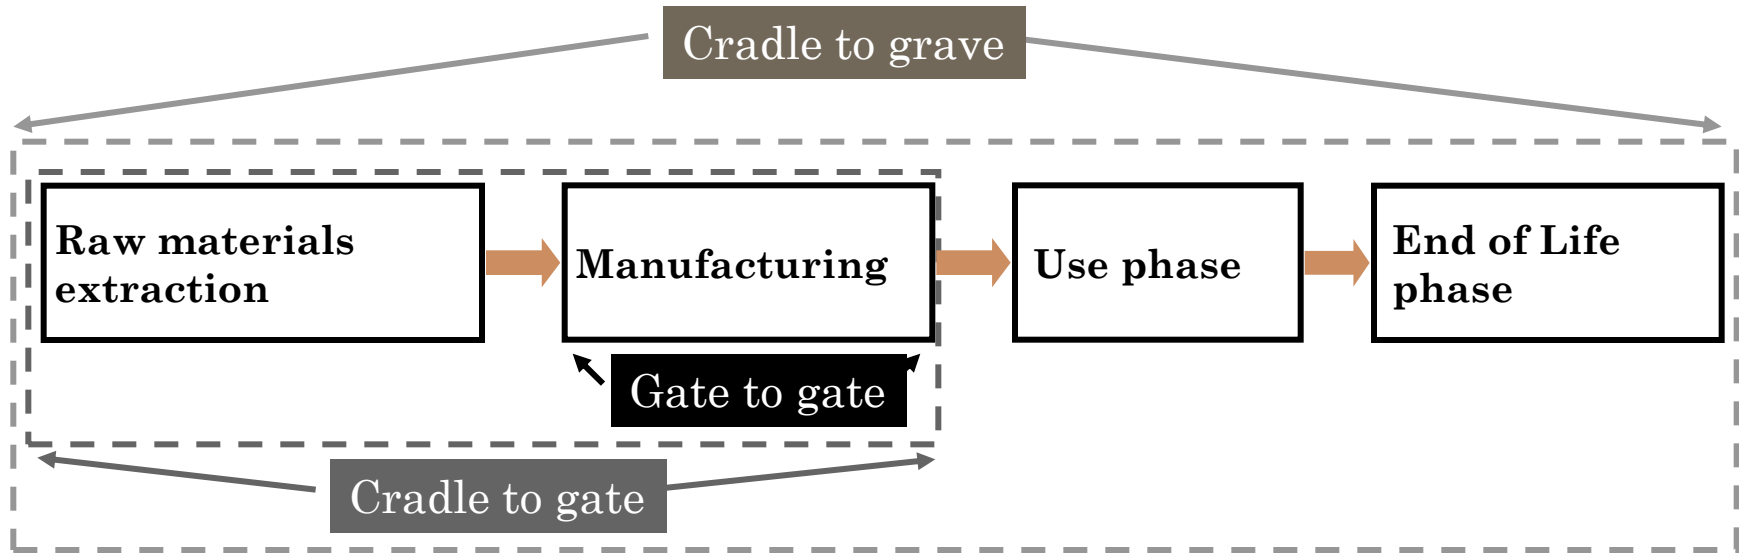 Cradle to grave
Raw materials
extraction
Manufacturing
Use phase
End of Life
phase
Gate to gate
Cradle to gate